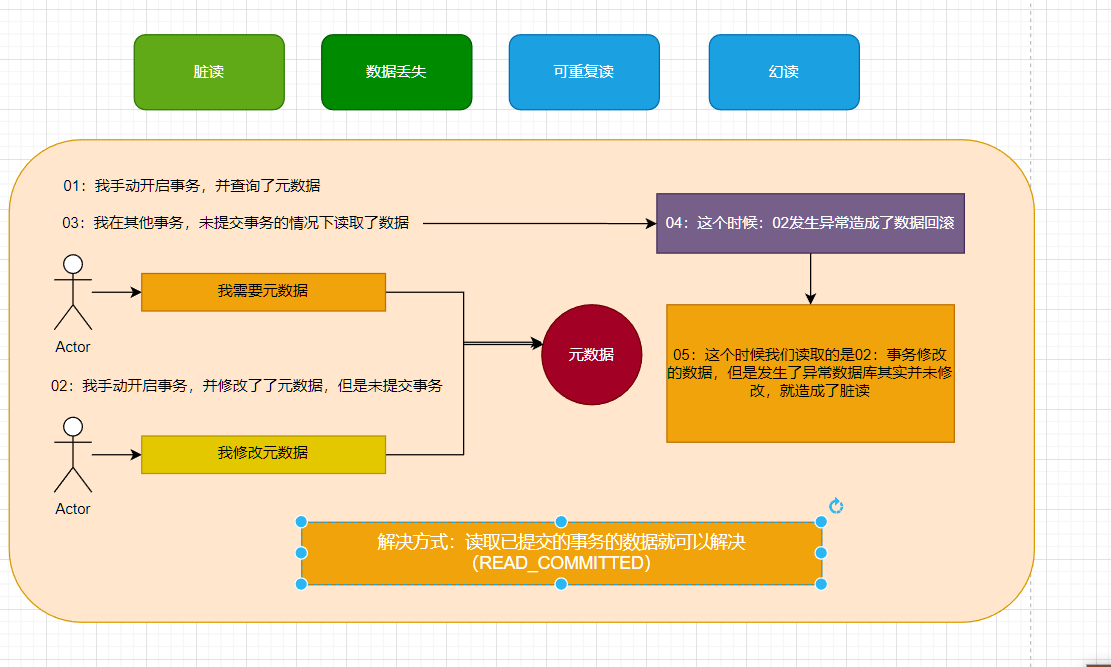 脏读
数据丢失
可重复读
幻读
01：我手动开启事务，并查询了元数据
03：我在其他事务，未提交事务的情况下读取了数据
04：这个时候：02发生异常造成了数据回滚
我需要元数据
Actor
元数据
05：这个时候我们读取的是02：事务修改
的数据，但是发生了异常数据库其实并未修
改，就造成了脏读
02：我手动开启事务，并修改了了元数据，但是未提交事务
我修改元数据
Actor
解决方式：读取已提交的事务的数据就可以解决
（READ_COMMITTED）